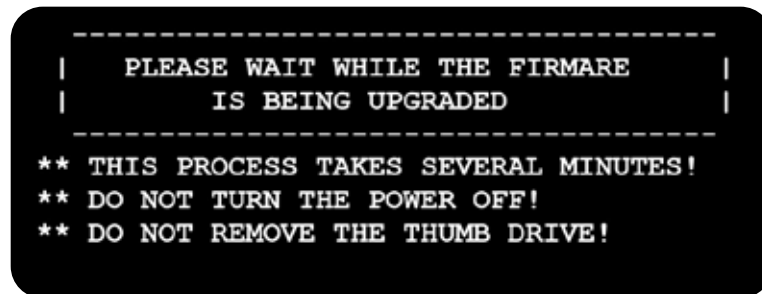 ---------------------------------------
|    PLEASE WAIT WHILE THE FIRMARE    |
|         IS BEING UPGRADED           |
---------------------------------------
** THIS PROCESS TAKES SEVERAL MINUTES!
** DO NOT TURN THE POWER OFF!
** DO NOT REMOVE THE THUMB DRIVE!